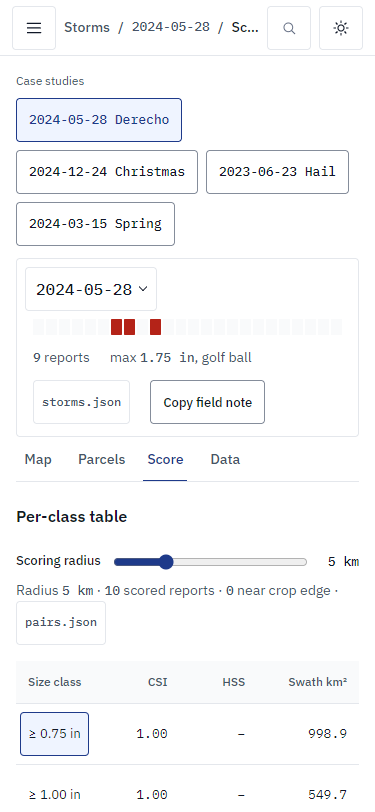 Storms / 2024-05-28 / Sc...
Case studies
2024-05-28 Derecho
2024-12-24 Christmas 2023-06-23 Hail
2024-03-15 Spring
2024-05-28
9 reports max 1.75 in, golf ball
storms.json Copy field note
Map Parcels Score Data
Per-class table
Scoring radius 5 km
Radius 5 km · 10 scored reports · 0 near crop edge ·
pairs.json
Size class CSI HSS Swath km²
≥ 0.75 in 1.00 – 998.9
≥ 1.00 in 1.00 – 549.7